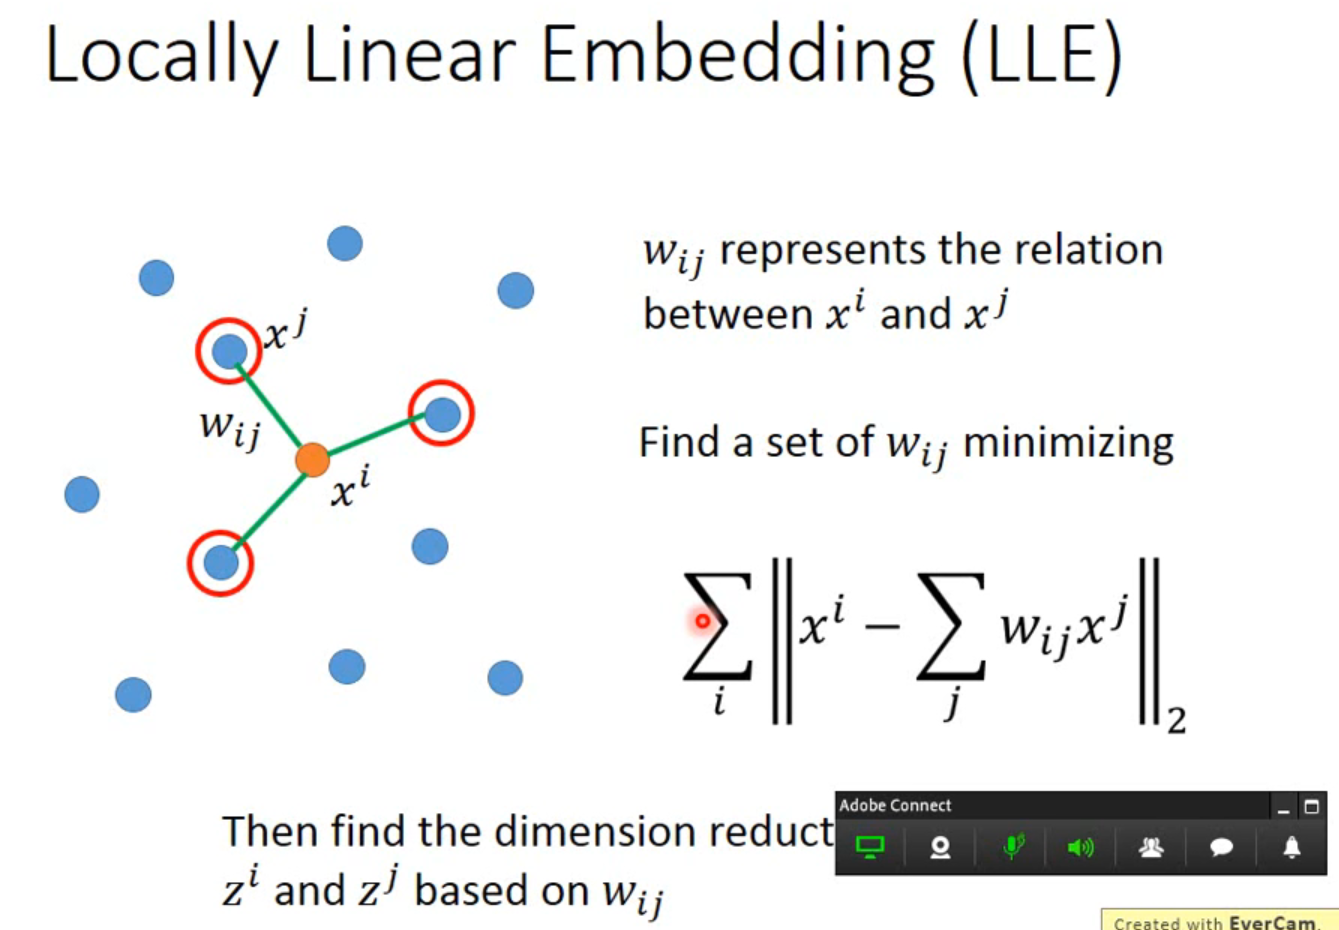 Locally Linear Embedding (LLE)
x^j
w_{ij}
x^i
w_{ij} represents the relation
between x^i and x^j
Find a set of w_{ij} minimizing
\sum_i \left\| x^i - \sum_j w_{ij} x^j \right\|_2
Then find the dimension reduct
z^i and z^j based on w_{ij}
Adobe Connect
Created with EverCam.